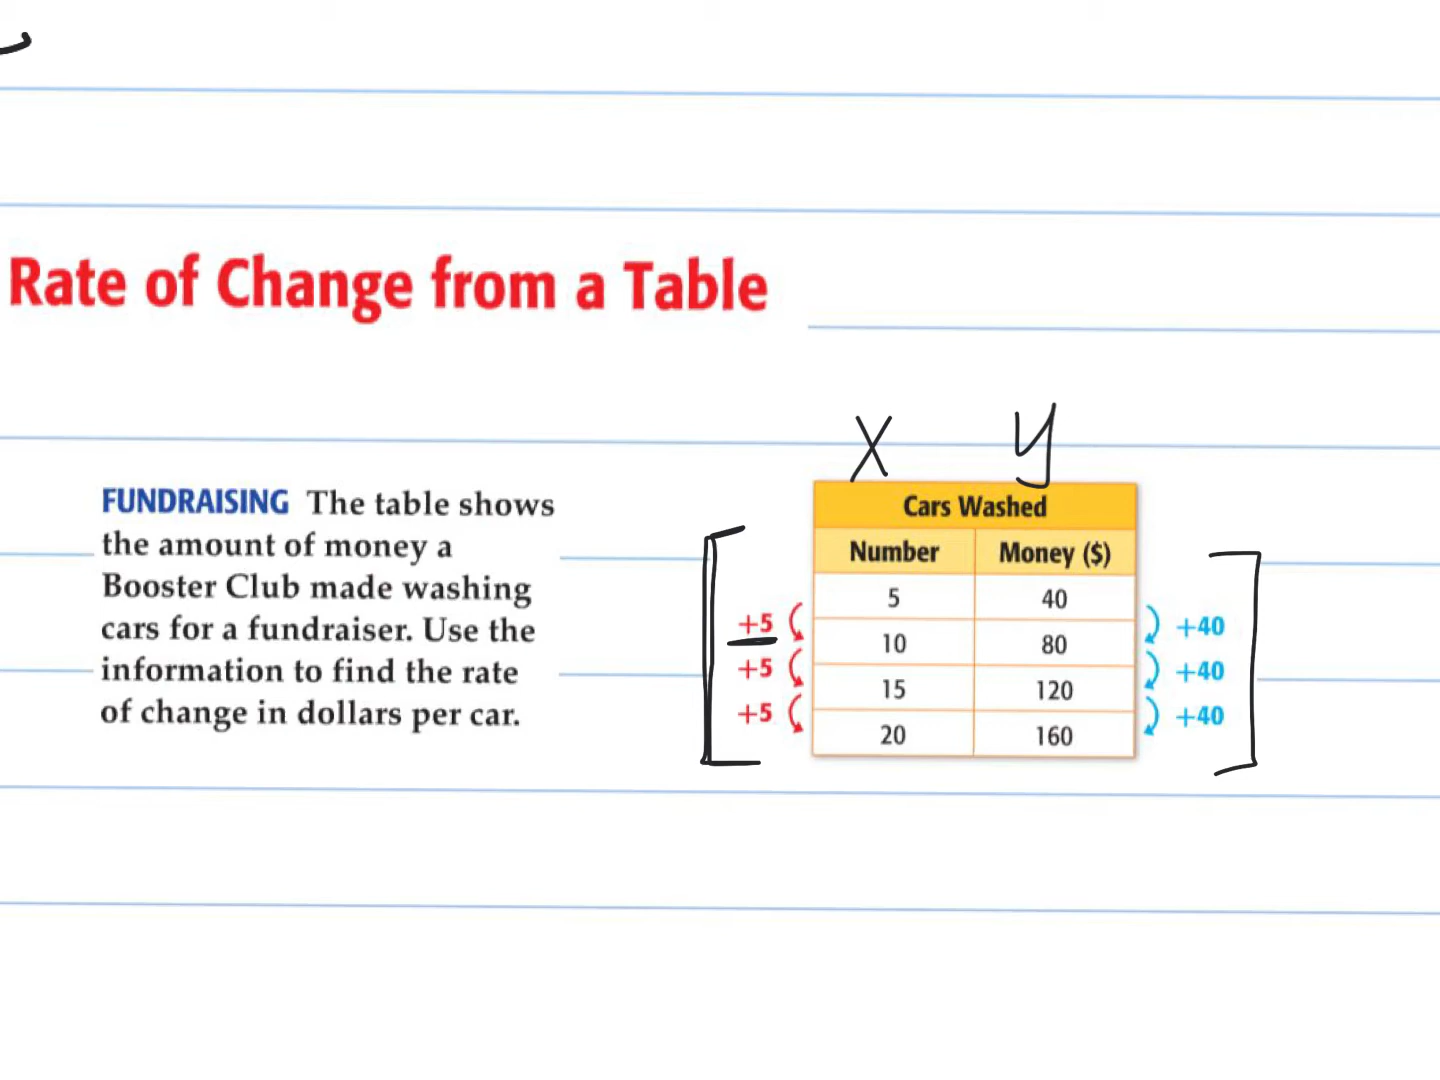 Rate of Change from a Table
x y
FUNDRAISING The table shows
the amount of money a
Booster Club made washing
cars for a fundraiser. Use the
information to find the rate
of change in dollars per car.
Cars Washed
Number Money ($)
5 40
+5 +40
10 80
+5 +40
15 120
+5 +40
20 160